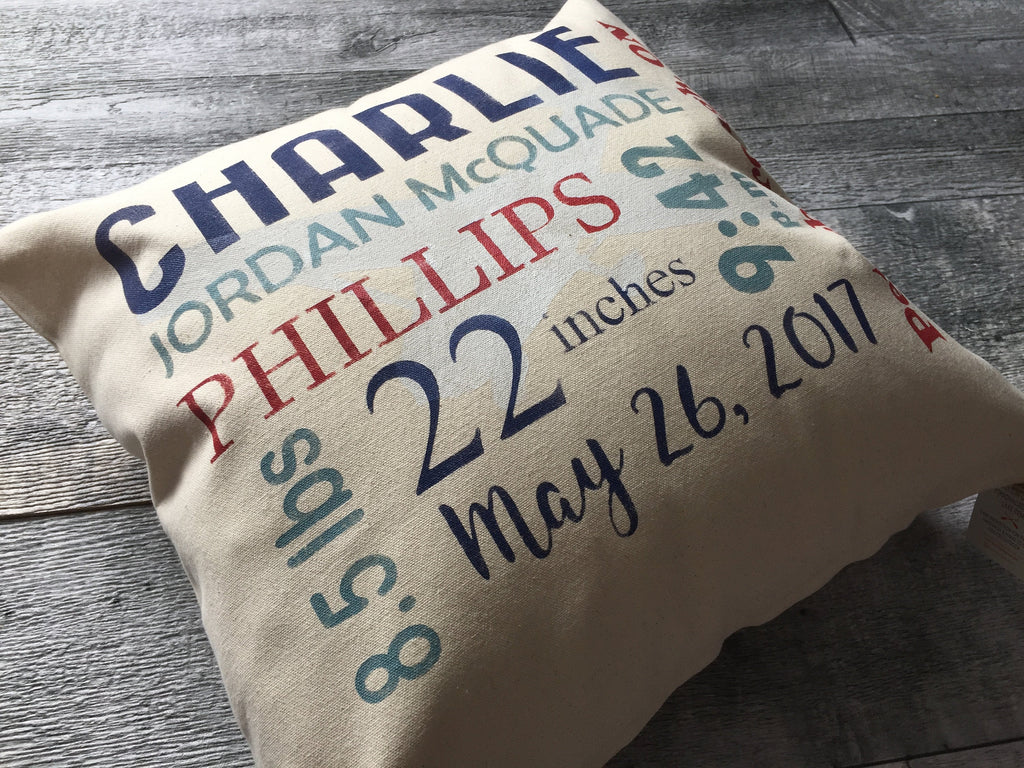 CHARLIE
JORDAN McQUADE
PHILLIPS
22 inches
9:42
May 26, 2017
8.5 lbs